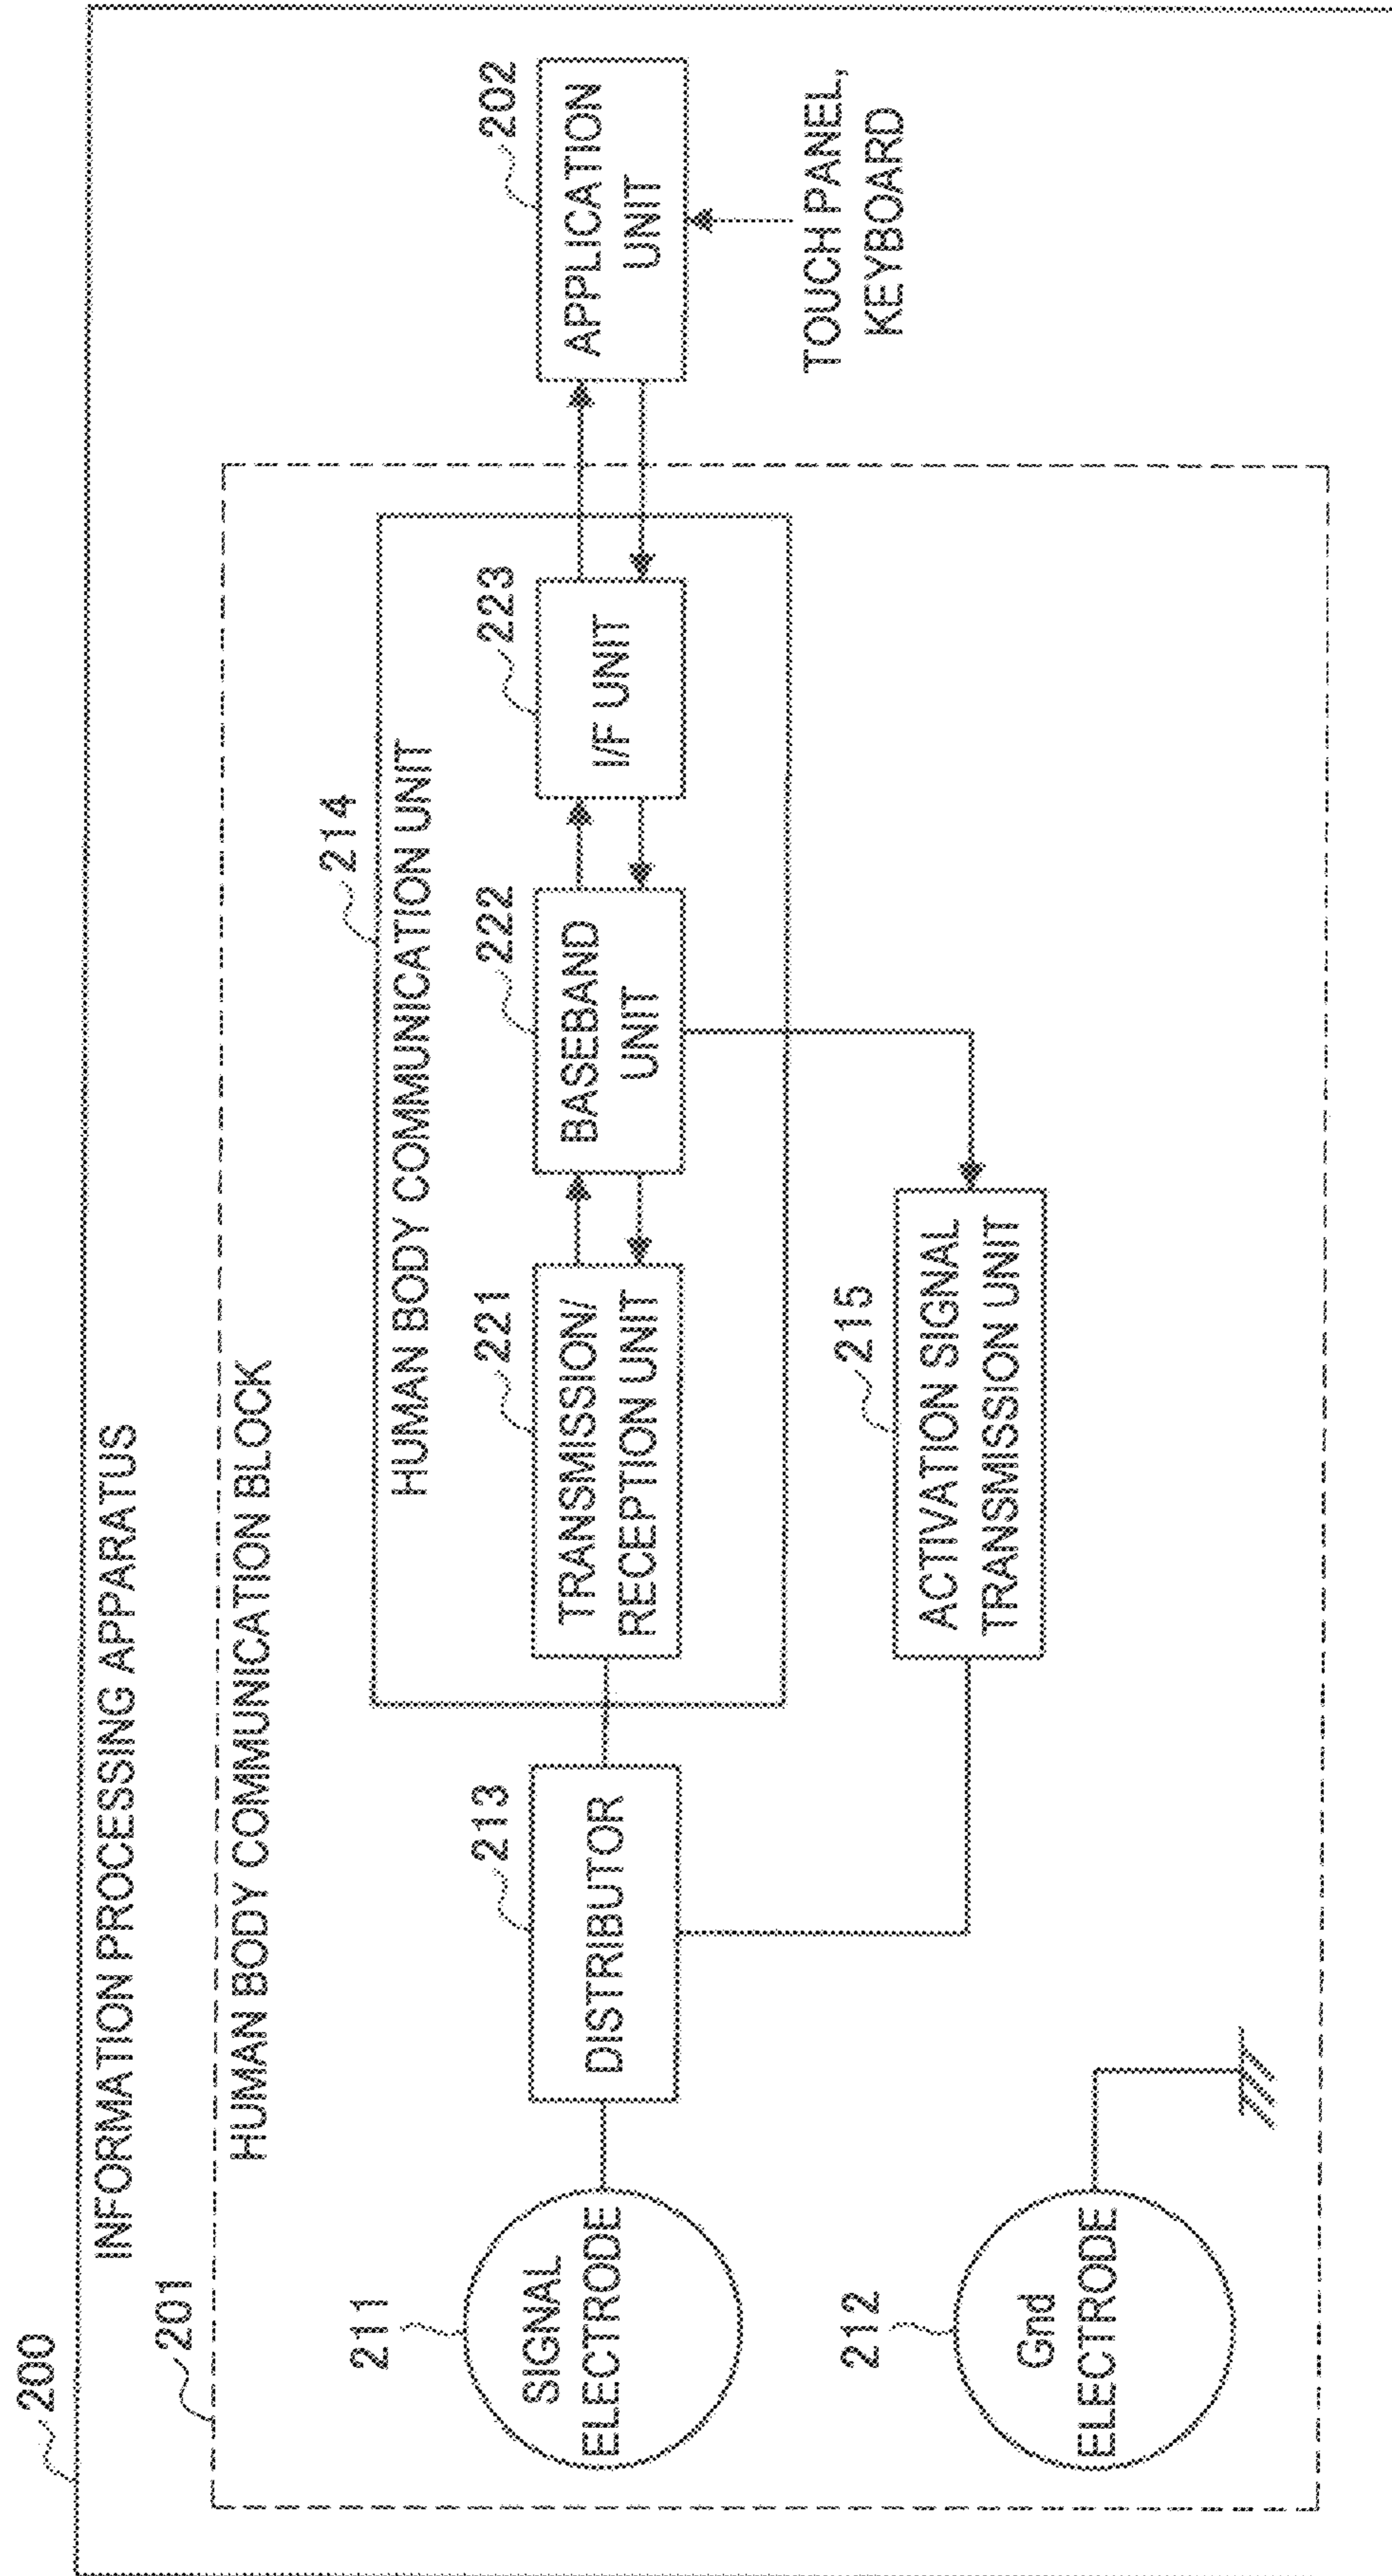 200
INFORMATION PROCESSING APPARATUS
201
HUMAN BODY COMMUNICATION BLOCK
214
HUMAN BODY COMMUNICATION UNIT
211
SIGNAL
ELECTRODE
213
DISTRIBUTOR
221
TRANSMISSION/
RECEPTION UNIT
222
BASEBAND
UNIT
223
I/F UNIT
202
APPLICATION
UNIT
TOUCH PANEL,
KEYBOARD
212
Gnd
ELECTRODE
215
ACTIVATION SIGNAL
TRANSMISSION UNIT